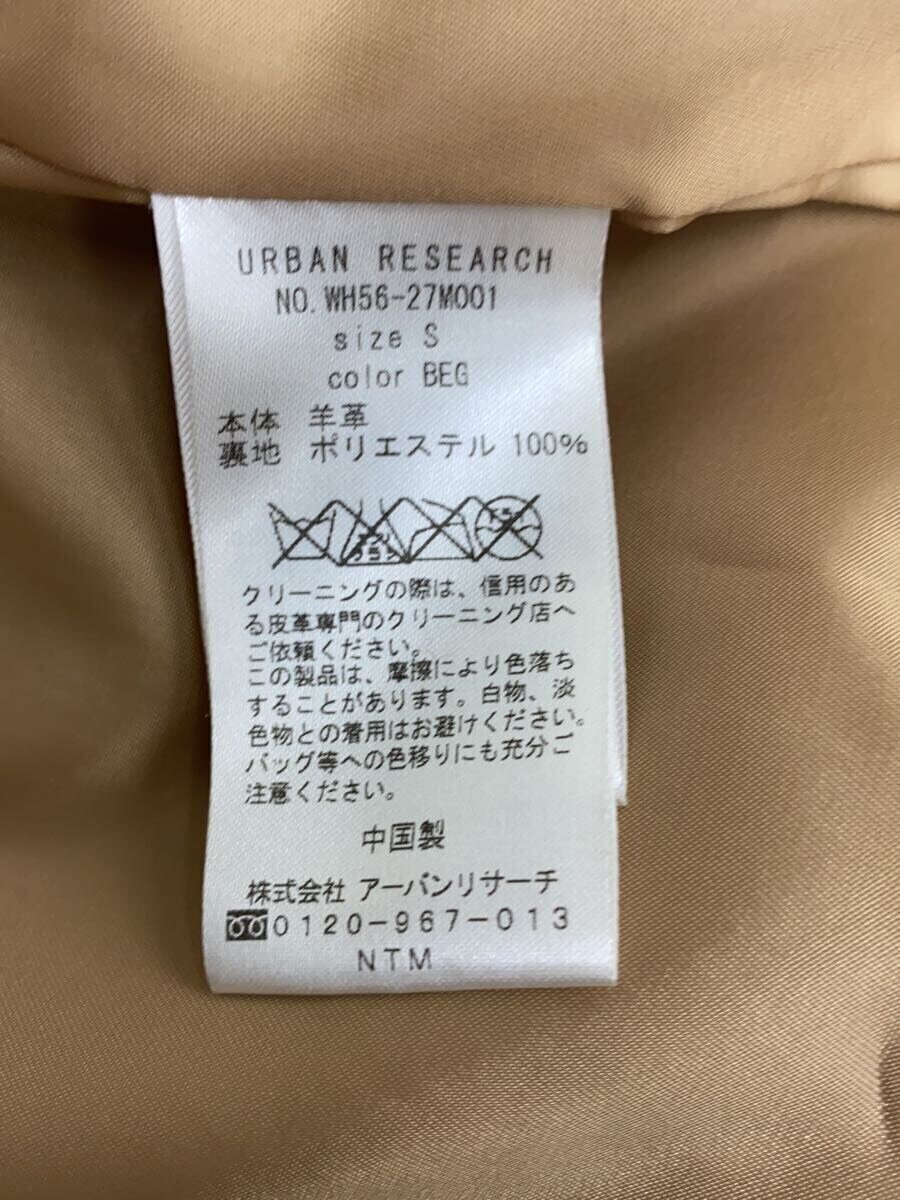 URBAN RESEARCH
NO.WH56-27M001
size S
color BEG
本体 羊革
裏地 ポリエステル 100%
クリーニングの際は、信用のあ
る皮革専門のクリーニング店へ
ご依頼ください。
この製品は、摩擦により色落ち
することがあります。白物、淡
色物との着用はお避けください。
バッグ等への色移りにも充分ご
注意ください。
中国製
株式会社 アーバンリサーチ
0120-967-013
NTM